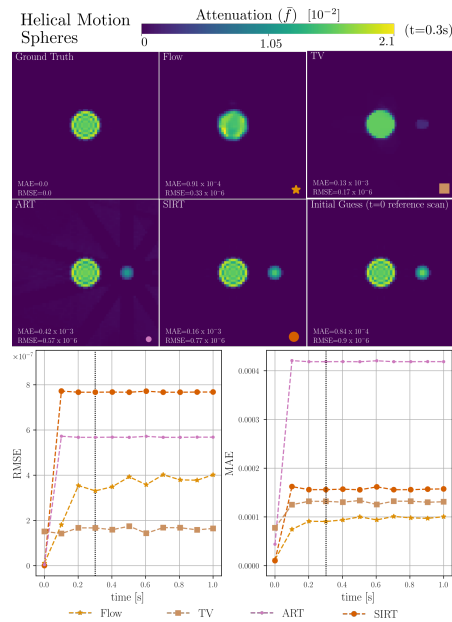 Helical Motion
Spheres
Attenuation (f̄) [10⁻²]
(t=0.3s)
0 1.05 2.1
Ground Truth
MAE=0.0
RMSE=0.0
Flow
MAE=0.91 x 10⁻⁴
RMSE=0.33 x 10⁻⁶
TV
MAE=0.13 x 10⁻³
RMSE=0.17 x 10⁻⁶
ART
MAE=0.42 x 10⁻³
RMSE=0.57 x 10⁻⁶
SIRT
MAE=0.16 x 10⁻³
RMSE=0.77 x 10⁻⁶
Initial Guess (t=0 reference scan)
MAE=0.84 x 10⁻⁴
RMSE=0.9 x 10⁻⁶
×10⁻⁷
8
6
4
2
0
RMSE
0.0 0.2 0.4 0.6 0.8 1.0
time [s]
0.0004
0.0003
0.0002
0.0001
0.0000
MAE
0.0 0.2 0.4 0.6 0.8 1.0
time [s]
Flow TV ART SIRT